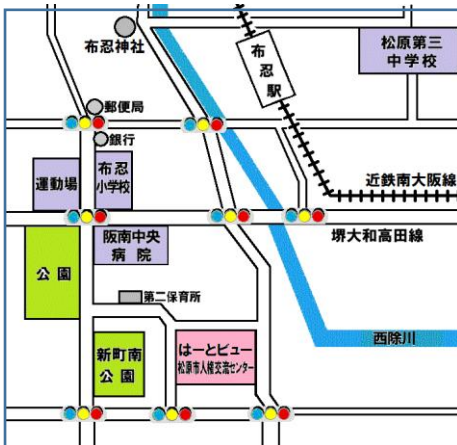 布忍神社
布忍駅
松原第三
中学校
郵便局
銀行
運動場
布忍
小学校
近鉄南大阪線
堺大和高田線
阪南中央
病院
公園
第二保育所
西除川
新町南
公園
はーとビュー
松原市人権交流センター